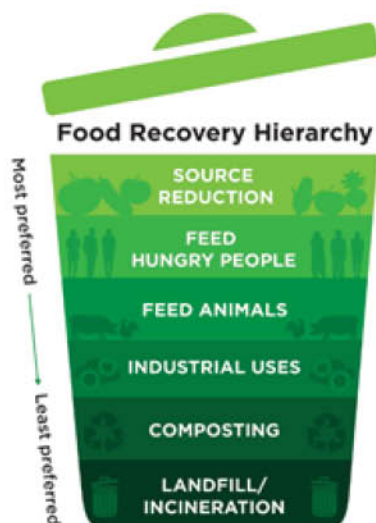 Food Recovery Hierarchy
Most preferred
Least preferred
SOURCE
REDUCTION
FEED
HUNGRY PEOPLE
FEED ANIMALS
INDUSTRIAL USES
COMPOSTING
LANDFILL/
INCINERATION